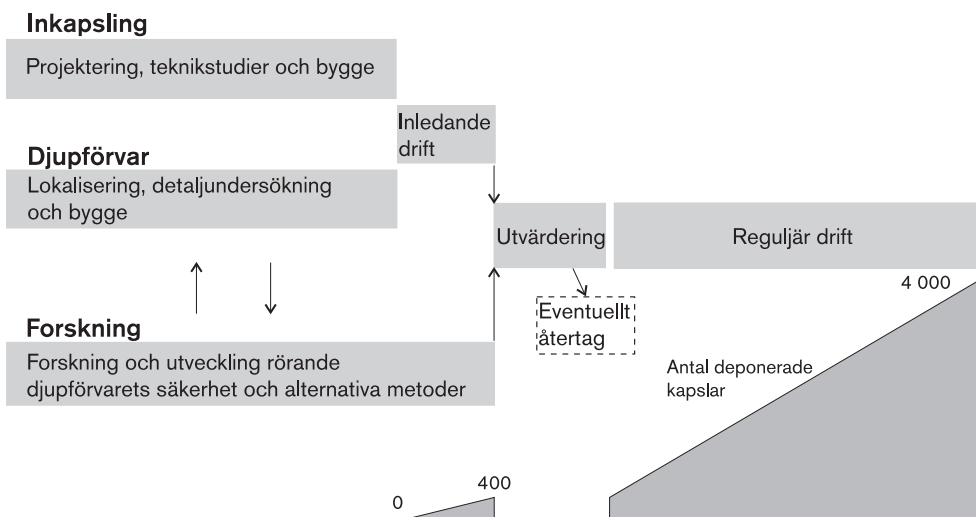 Inkapsling
Projektering, teknikstudier och bygge
Inledande
drift
Djupförvar
Lokalisering, detaljundersökning
och bygge
Utvärdering
Reguljär drift
4 000
Eventuellt
återtag
Forskning
Forskning och utveckling rörande
djupförvarets säkerhet och alternativa metoder
Antal deponerade
kapslar
0
400